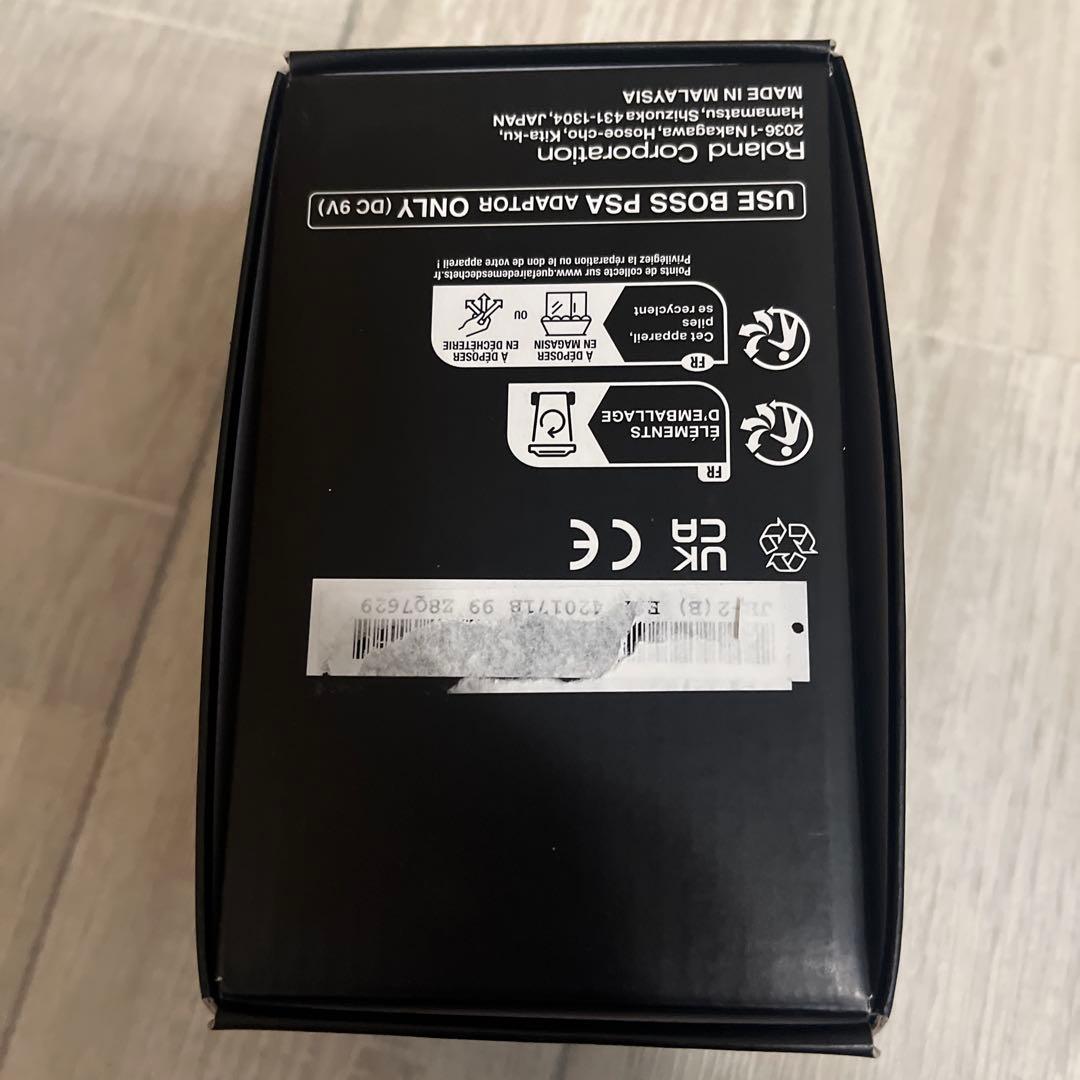 (B) E 99 Z8Q7629
UK CA CE
FR
ÉLÉMENTS
D'EMBALLAGE
FR
Cet appareil,
piles
se recyclent
À DÉPOSER
EN MAGASIN
OU
À DÉPOSER
EN DÉCHÈTERIE
Points de collecte sur www.quefairedemesdechets.fr
Privilégiez la réparation ou le don de votre appareil !
USE BOSS PSA ADAPTOR ONLY (DC 9V)
Roland Corporation
2036-1 Nakagawa, Hosoe-cho, Kita-ku,
Hamamatsu, Shizuoka 431-1304, JAPAN
MADE IN MALAYSIA